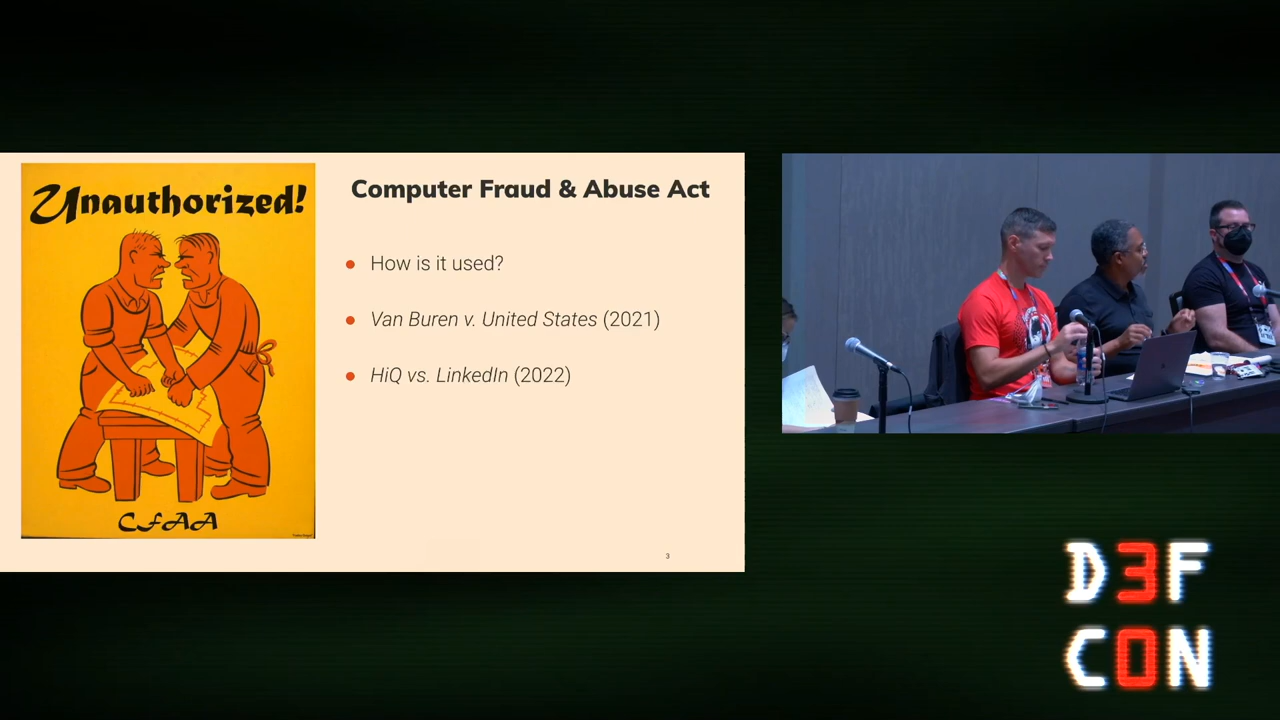 Unauthorized!
CFAA
Computer Fraud & Abuse Act
How is it used?
Van Buren v. United States (2021)
HiQ vs. LinkedIn (2022)
3
D3F
C0N